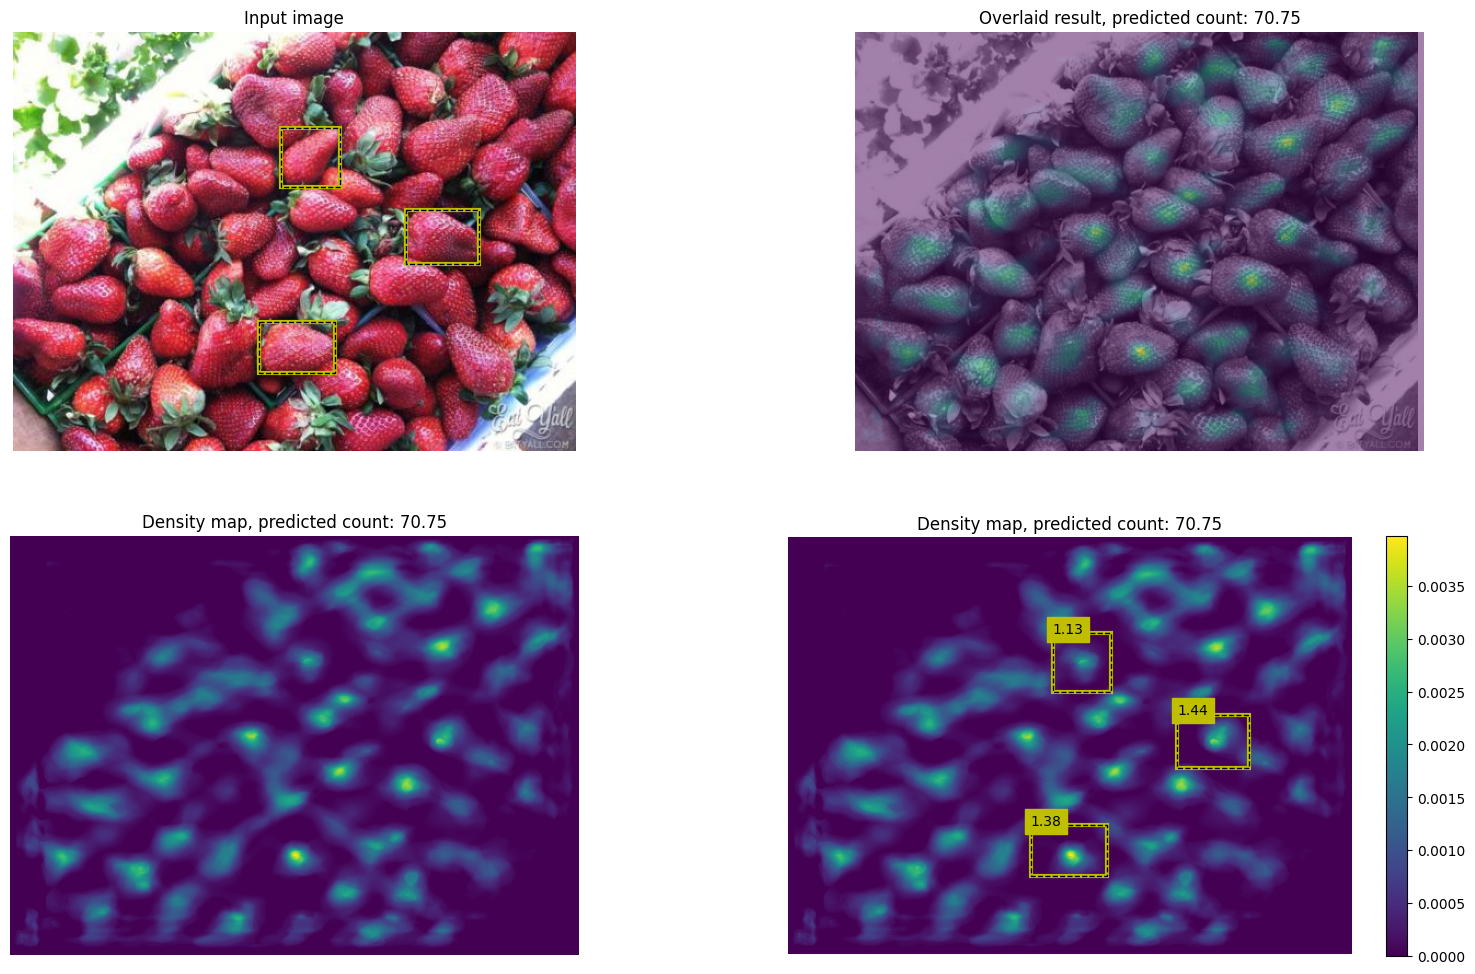 Input image
Overlaid result, predicted count: 70.75
Eat Y'all
© EATYALL.COM
Eat Y'all
© EATYALL.COM
Density map, predicted count: 70.75
Density map, predicted count: 70.75
1.13
1.44
1.38
0.0035
0.0030
0.0025
0.0020
0.0015
0.0010
0.0005
0.0000